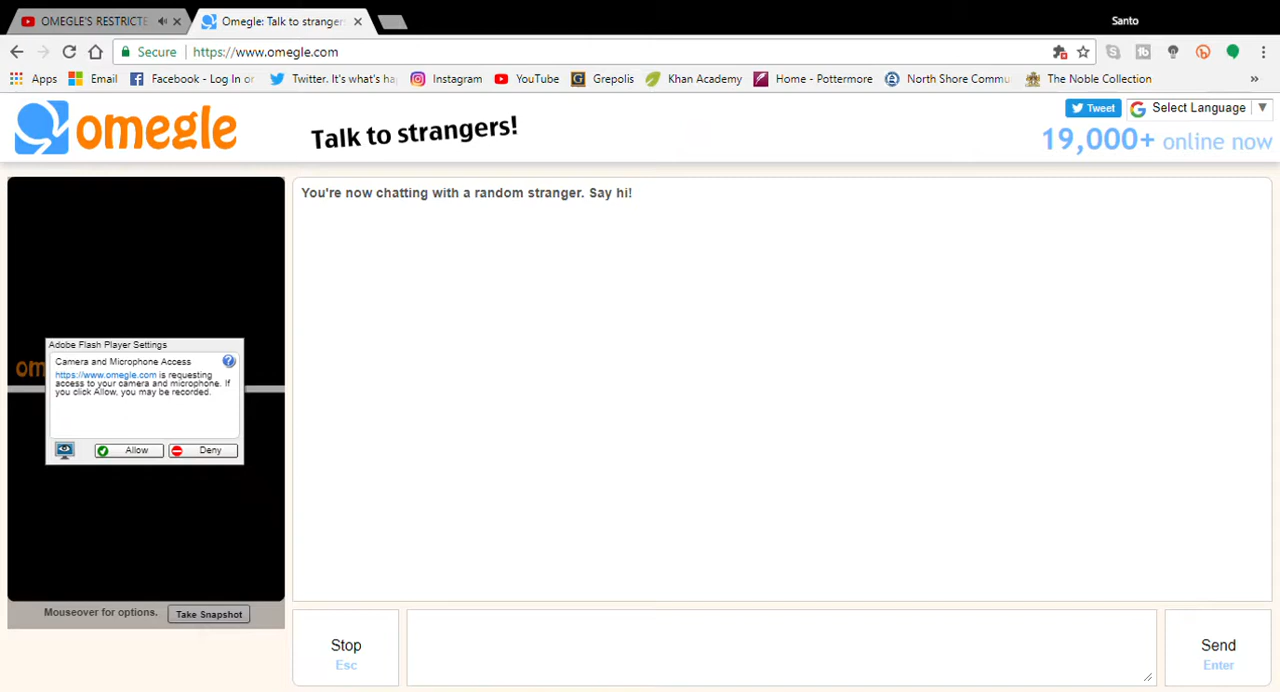 OMEGLE'S RESTRICTE
Omegle: Talk to stranger
Santo
Secure https://www.omegle.com
Apps Email Facebook - Log In or Twitter. It's what's ha Instagram YouTube Grepolis Khan Academy Home - Pottermore North Shore Commu The Noble Collection »
omegle
Talk to strangers!
Tweet
G Select Language ▼
19,000+ online now
You're now chatting with a random stranger. Say hi!
om
Adobe Flash Player Settings
Camera and Microphone Access ?
https://www.omegle.com is requesting
access to your camera and microphone. If
you click Allow, you may be recorded.
Allow Deny
Mouseover for options. Take Snapshot
Stop
Esc
Send
Enter